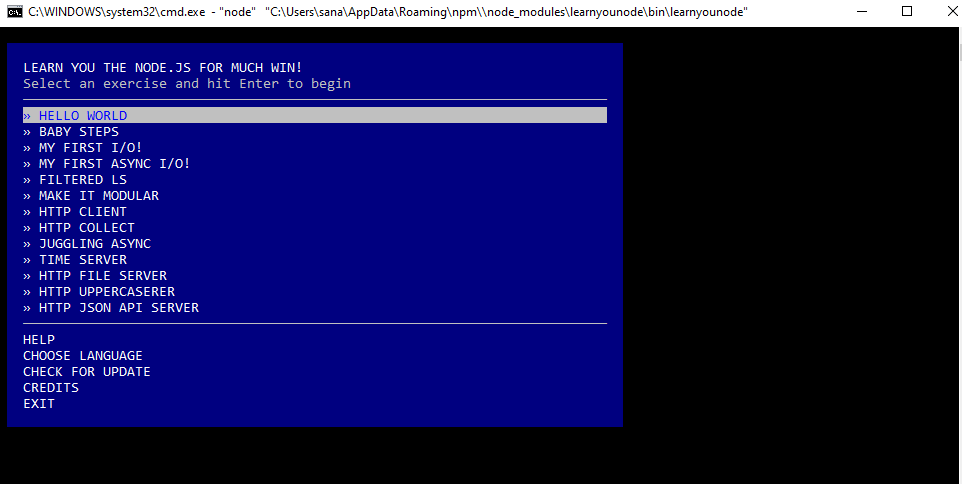 C:\WINDOWS\system32\cmd.exe - "node" "C:\Users\sana\AppData\Roaming\npm\\node_modules\learnyounode\bin\learnyounode"
LEARN YOU THE NODE.JS FOR MUCH WIN!
Select an exercise and hit Enter to begin
» HELLO WORLD
» BABY STEPS
» MY FIRST I/O!
» MY FIRST ASYNC I/O!
» FILTERED LS
» MAKE IT MODULAR
» HTTP CLIENT
» HTTP COLLECT
» JUGGLING ASYNC
» TIME SERVER
» HTTP FILE SERVER
» HTTP UPPERCASERER
» HTTP JSON API SERVER
HELP
CHOOSE LANGUAGE
CHECK FOR UPDATE
CREDITS
EXIT